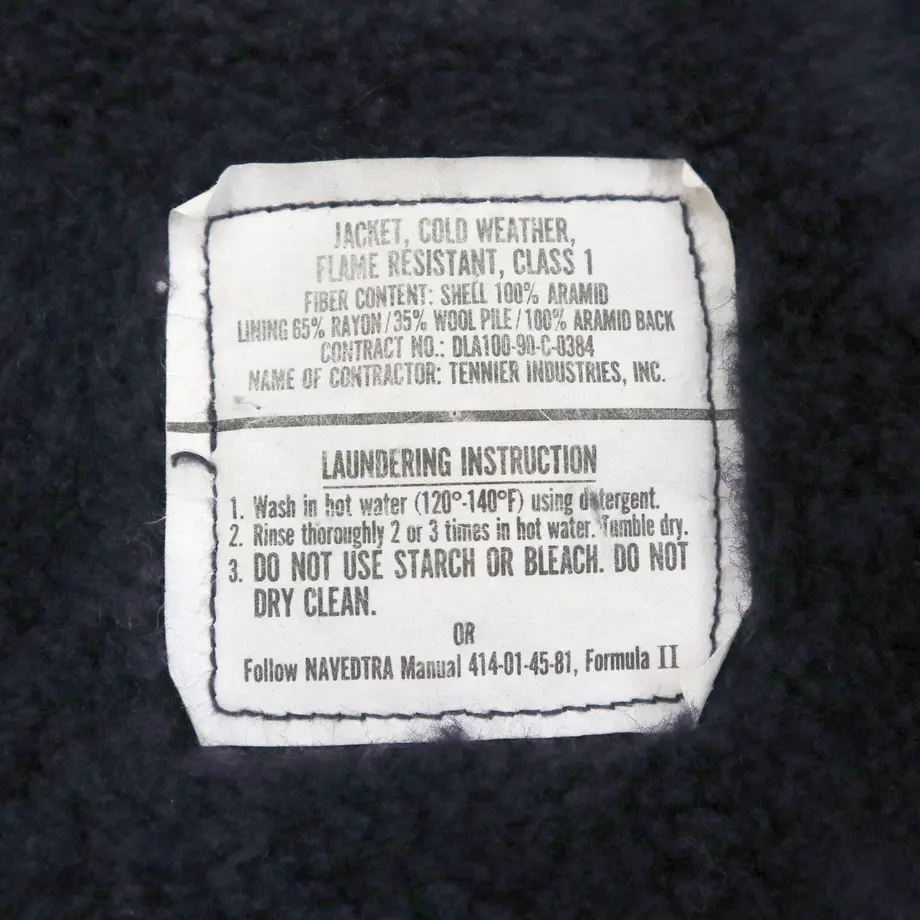 JACKET, COLD WEATHER,
FLAME RESISTANT, CLASS 1
FIBER CONTENT: SHELL 100% ARAMID
LINING 65% RAYON/35% WOOL PILE/100% ARAMID BACK
CONTRACT NO.: DLA100-90-C-0384
NAME OF CONTRACTOR: TENNIER INDUSTRIES, INC.
LAUNDERING INSTRUCTION
1. Wash in hot water (120°-140°F) using detergent.
2. Rinse thoroughly 2 or 3 times in hot water. Tumble dry.
3. DO NOT USE STARCH OR BLEACH. DO NOT
DRY CLEAN.
OR
Follow NAVEDTRA Manual 414-01-45-81, Formula II